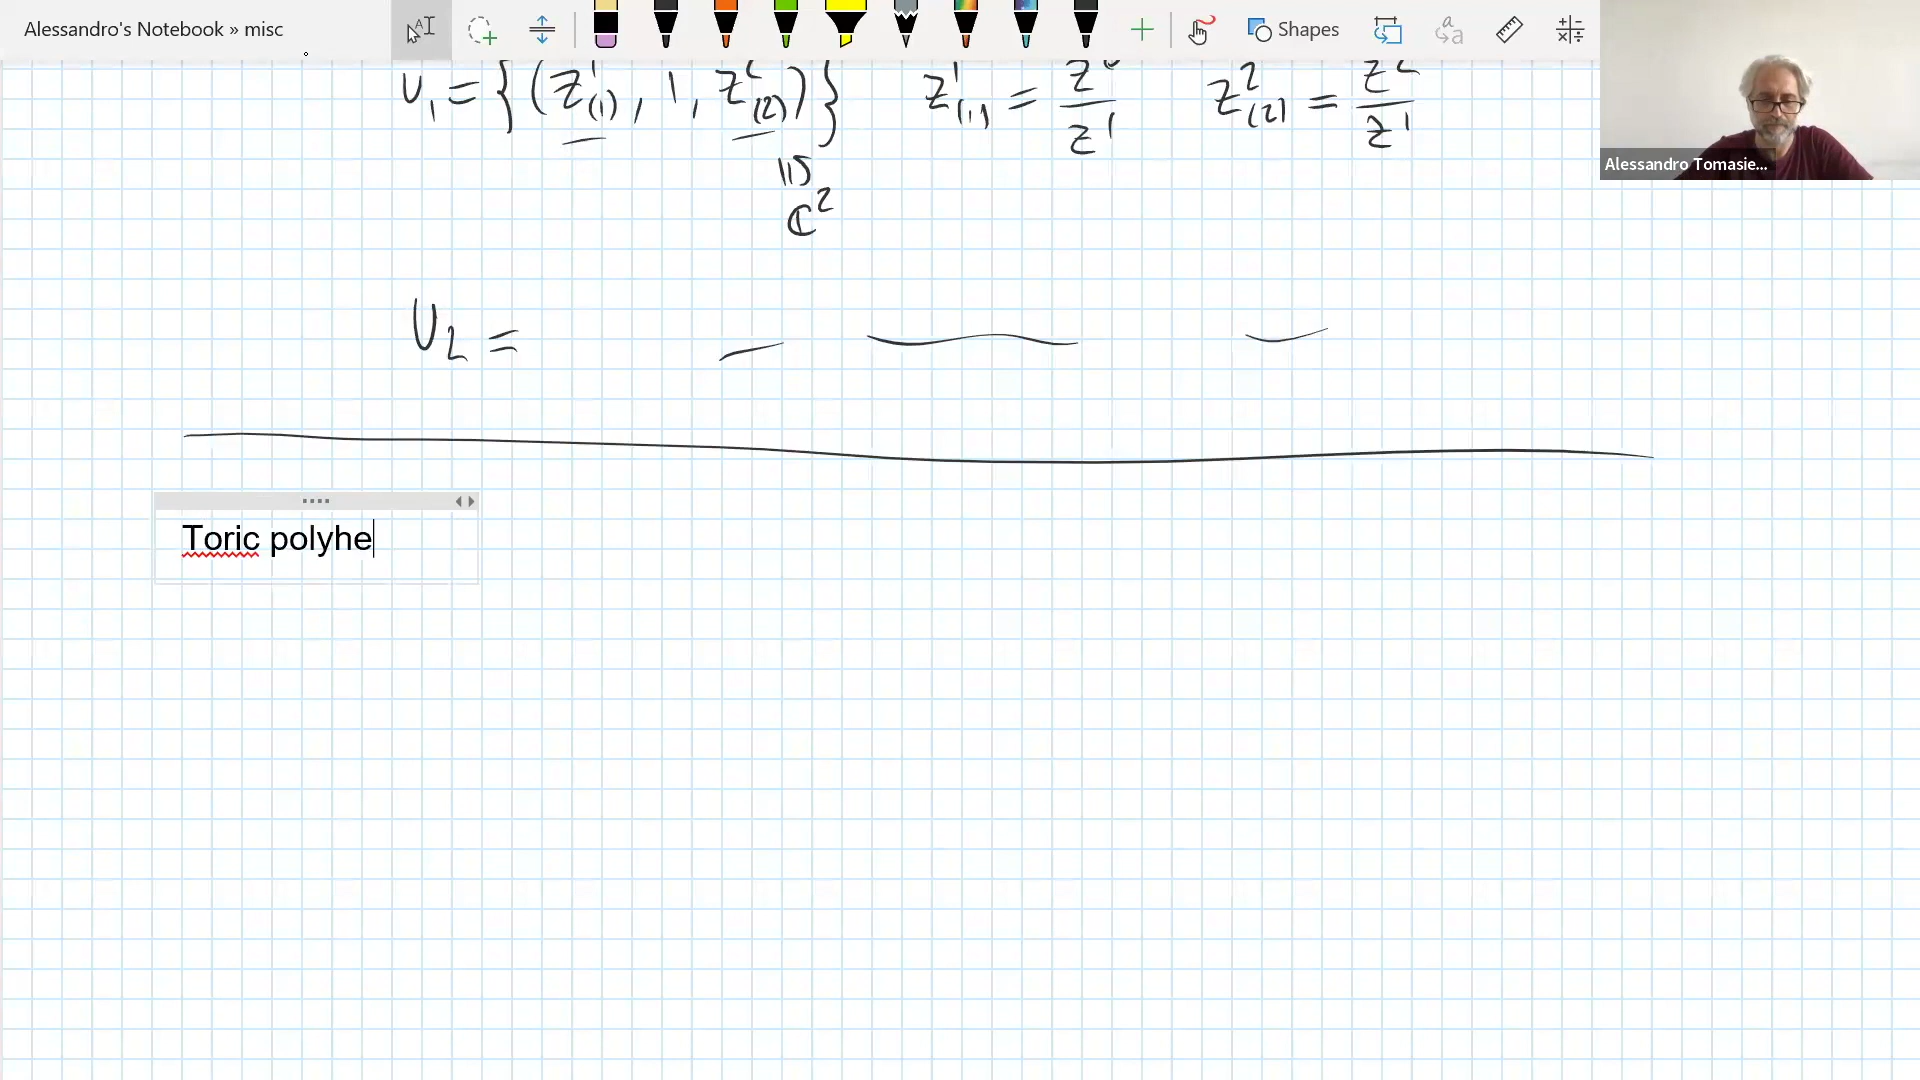 Alessandro's Notebook » misc
Shapes
U₁ = { (z¹₍₁₎, 1, z²₍₂₎) } z¹₍₁₎ = z⁰/z¹ z²₍₂₎ = z²/z¹
≅
ℂ²
U₂ =
Toric polyhe
Alessandro Tomasie...